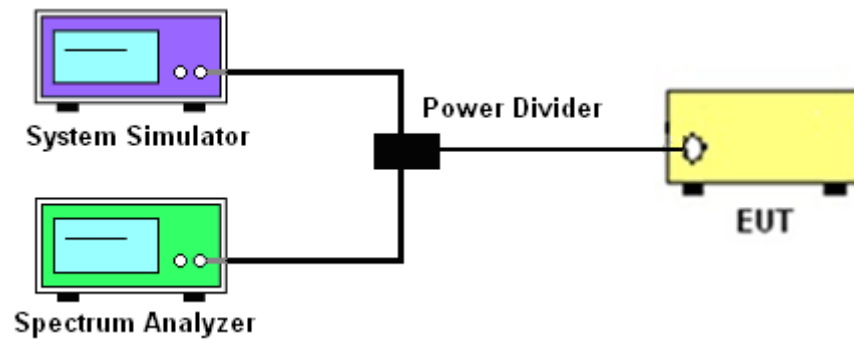 System Simulator
Power Divider
EUT
Spectrum Analyzer